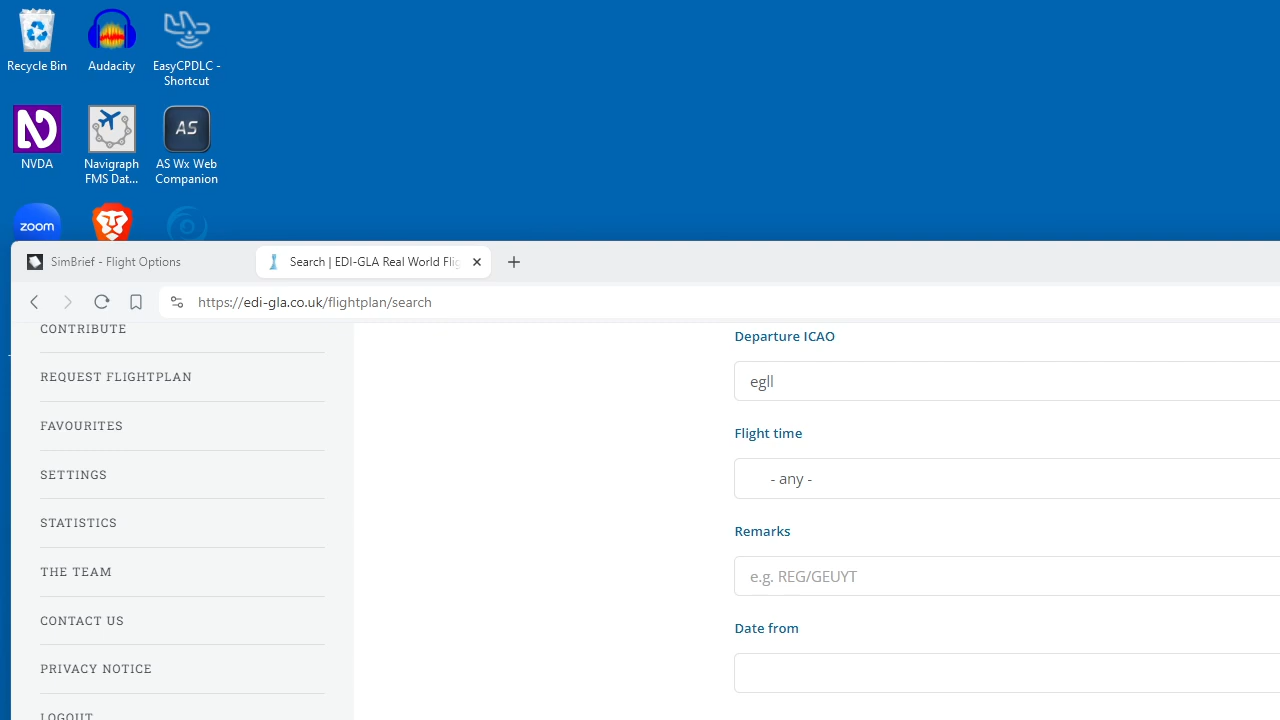 Recycle Bin
Audacity
EasyCPDLC - Shortcut
NVDA
Navigraph FMS Dat...
AS
AS Wx Web Companion
zoom
SimBrief - Flight Options
Search | EDI-GLA Real World Flig
https://edi-gla.co.uk/flightplan/search
CONTRIBUTE
REQUEST FLIGHTPLAN
FAVOURITES
SETTINGS
STATISTICS
THE TEAM
CONTACT US
PRIVACY NOTICE
LOGOUT
Departure ICAO
egll
Flight time
- any -
Remarks
e.g. REG/GEUYT
Date from